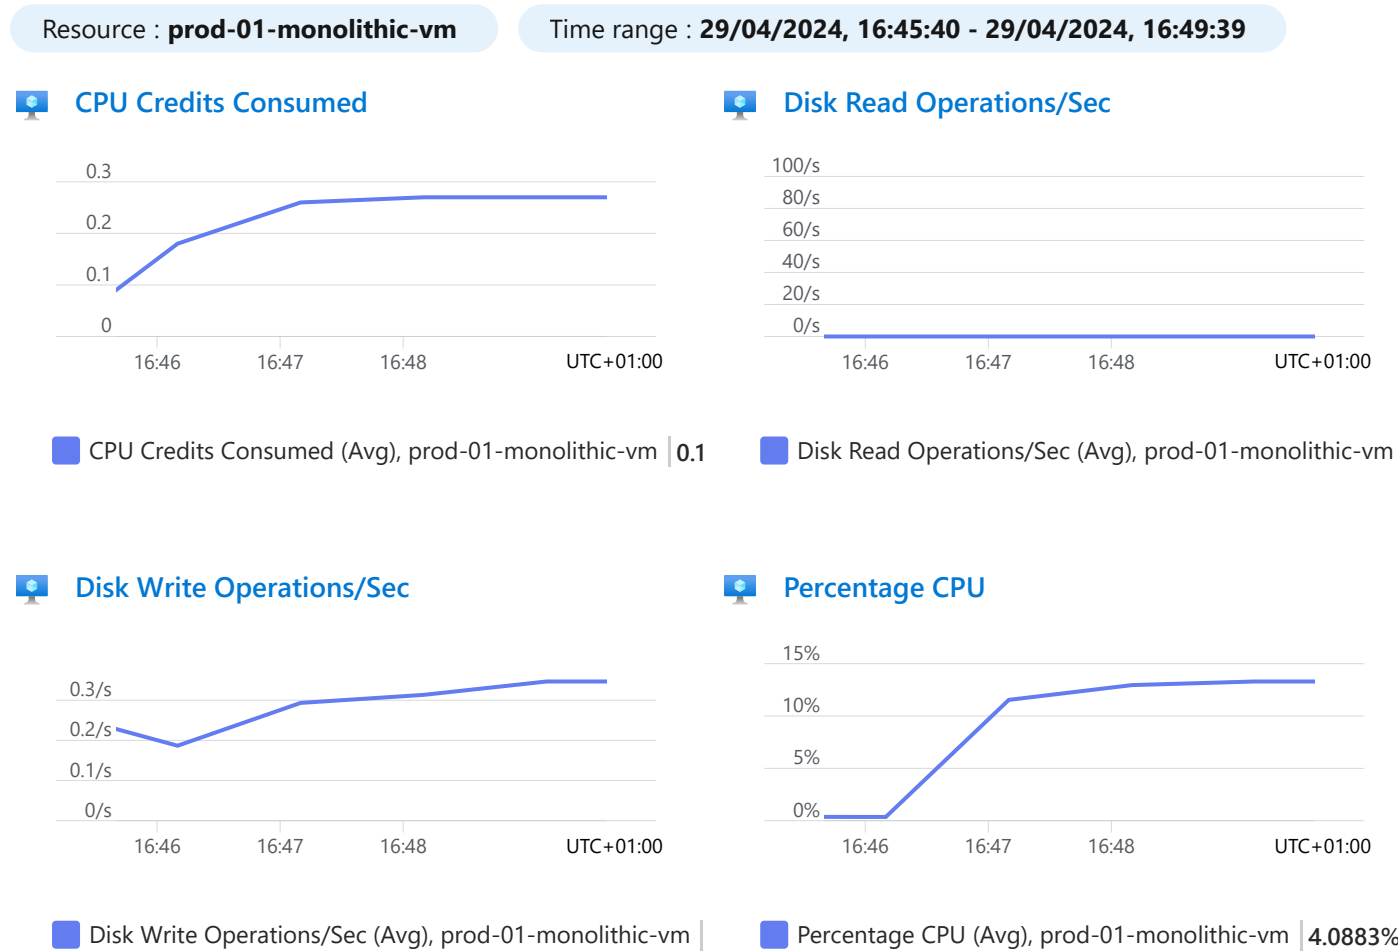 Resource : prod-01-monolithic-vm
Time range : 29/04/2024, 16:45:40 - 29/04/2024, 16:49:39
CPU Credits Consumed
0.3
0.2
0.1
0
16:46 16:47 16:48 UTC+01:00
CPU Credits Consumed (Avg), prod-01-monolithic-vm 0.1
Disk Read Operations/Sec
100/s
80/s
60/s
40/s
20/s
0/s
16:46 16:47 16:48 UTC+01:00
Disk Read Operations/Sec (Avg), prod-01-monolithic-vm
Disk Write Operations/Sec
0.3/s
0.2/s
0.1/s
0/s
16:46 16:47 16:48 UTC+01:00
Disk Write Operations/Sec (Avg), prod-01-monolithic-vm
Percentage CPU
15%
10%
5%
0%
16:46 16:47 16:48 UTC+01:00
Percentage CPU (Avg), prod-01-monolithic-vm 4.0883%